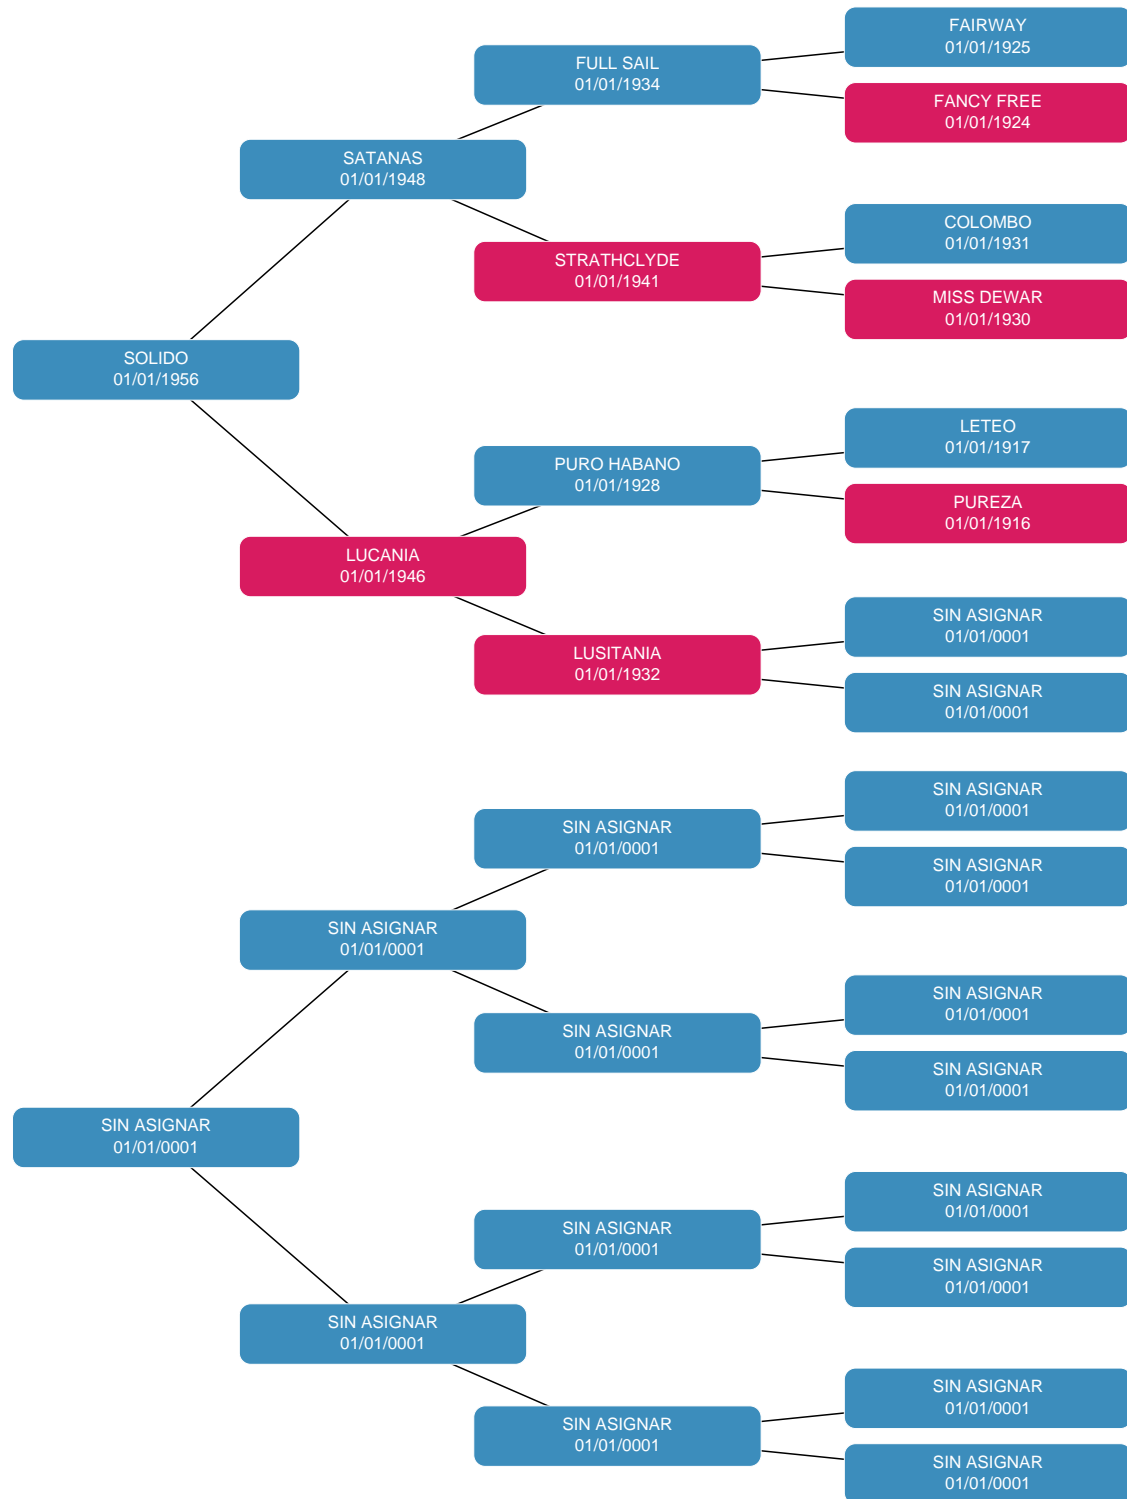 FAIRWAY
01/01/1925
FULL SAIL
01/01/1934
FANCY FREE
01/01/1924
SATANAS
01/01/1948
COLOMBO
01/01/1931
STRATHCLYDE
01/01/1941
MISS DEWAR
01/01/1930
SOLIDO
01/01/1956
LETEO
01/01/1917
PURO HABANO
01/01/1928
PUREZA
01/01/1916
LUCANIA
01/01/1946
SIN ASIGNAR
01/01/0001
LUSITANIA
01/01/1932
SIN ASIGNAR
01/01/0001
SIN ASIGNAR
01/01/0001
SIN ASIGNAR
01/01/0001
SIN ASIGNAR
01/01/0001
SIN ASIGNAR
01/01/0001
SIN ASIGNAR
01/01/0001
SIN ASIGNAR
01/01/0001
SIN ASIGNAR
01/01/0001
SIN ASIGNAR
01/01/0001
SIN ASIGNAR
01/01/0001
SIN ASIGNAR
01/01/0001
SIN ASIGNAR
01/01/0001
SIN ASIGNAR
01/01/0001
SIN ASIGNAR
01/01/0001
SIN ASIGNAR
01/01/0001
SIN ASIGNAR
01/01/0001